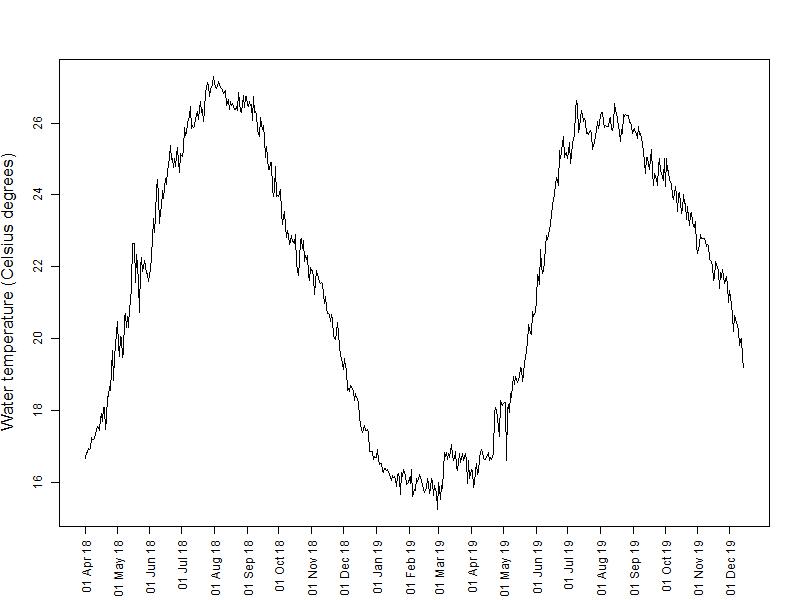 Water temperature (Celsius degrees)
26
24
22
20
18
16
01 Apr 18
01 May 18
01 Jun 18
01 Jul 18
01 Aug 18
01 Sep 18
01 Oct 18
01 Nov 18
01 Dec 18
01 Jan 19
01 Feb 19
01 Mar 19
01 Apr 19
01 May 19
01 Jun 19
01 Jul 19
01 Aug 19
01 Sep 19
01 Oct 19
01 Nov 19
01 Dec 19